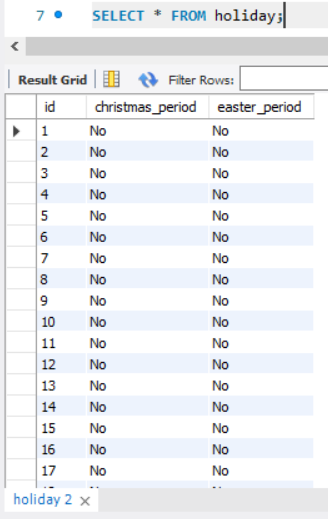 7 SELECT * FROM holiday;
Result Grid Filter Rows:
id christmas_period easter_period
1 No No
2 No No
3 No No
4 No No
5 No No
6 No No
7 No No
8 No No
9 No No
10 No No
11 No No
12 No No
13 No No
14 No No
15 No No
16 No No
17 No No
holiday 2 ×